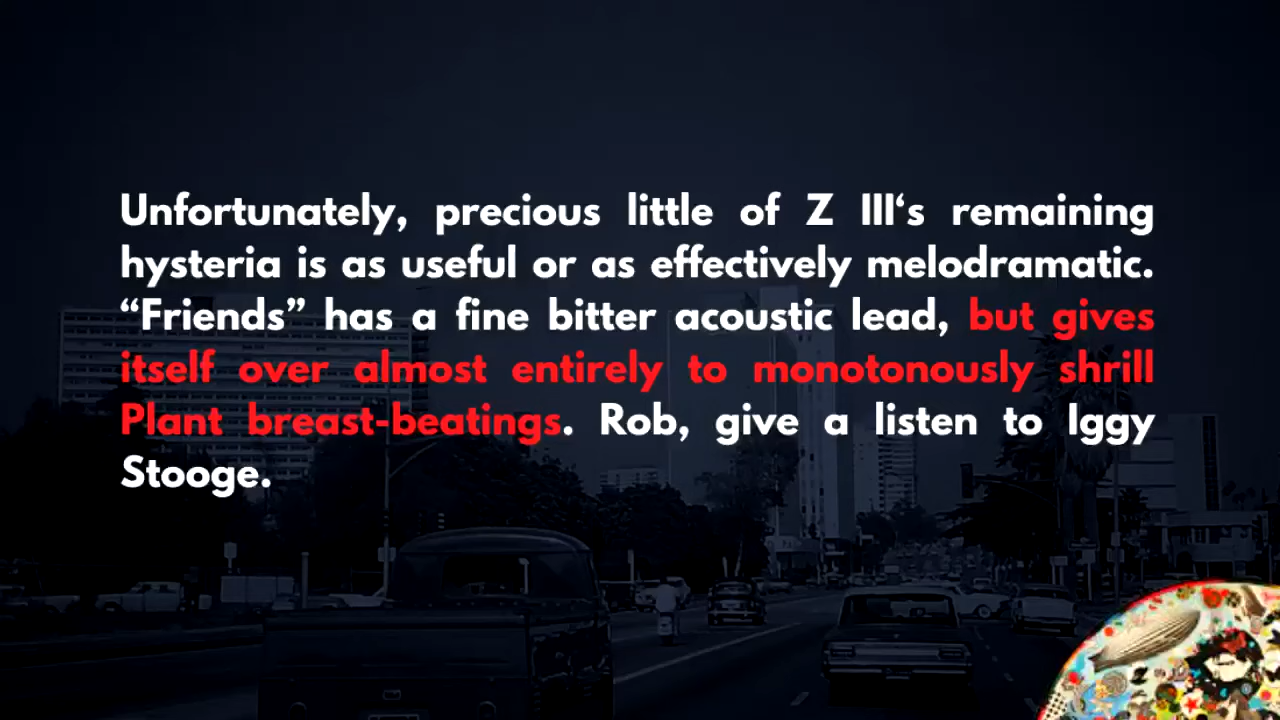 Unfortunately, precious little of Z III‘s remaining
hysteria is as useful or as effectively melodramatic.
“Friends” has a fine bitter acoustic lead, but gives
itself over almost entirely to monotonously shrill
Plant breast-beatings. Rob, give a listen to Iggy
Stooge.